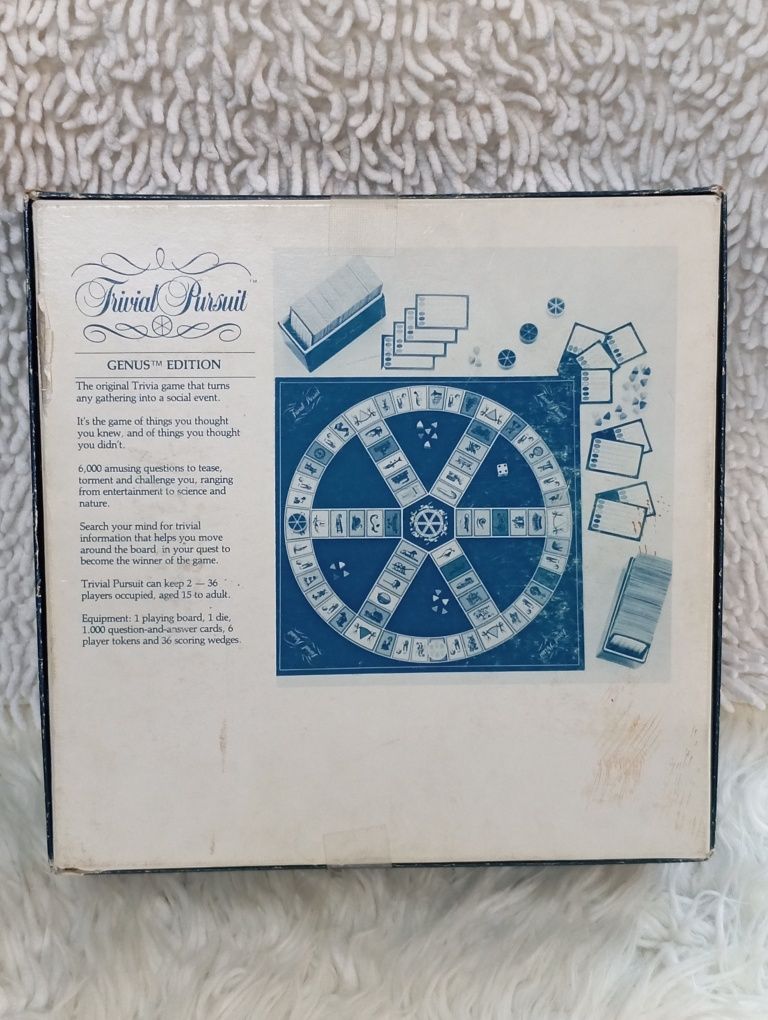 Trivial Pursuit ™
GENUS™ EDITION
The original Trivia game that turns
any gathering into a social event.
It's the game of things you thought
you knew, and of things you thought
you didn't.
6,000 amusing questions to tease,
torment and challenge you, ranging
from entertainment to science and
nature.
Search your mind for trivial
information that helps you move
around the board, in your quest to
become the winner of the game.
Trivial Pursuit can keep 2 — 36
players occupied, aged 15 to adult.
Equipment: 1 playing board, 1 die,
1.000 question-and-answer cards, 6
player tokens and 36 scoring wedges.
Trivial Pursuit